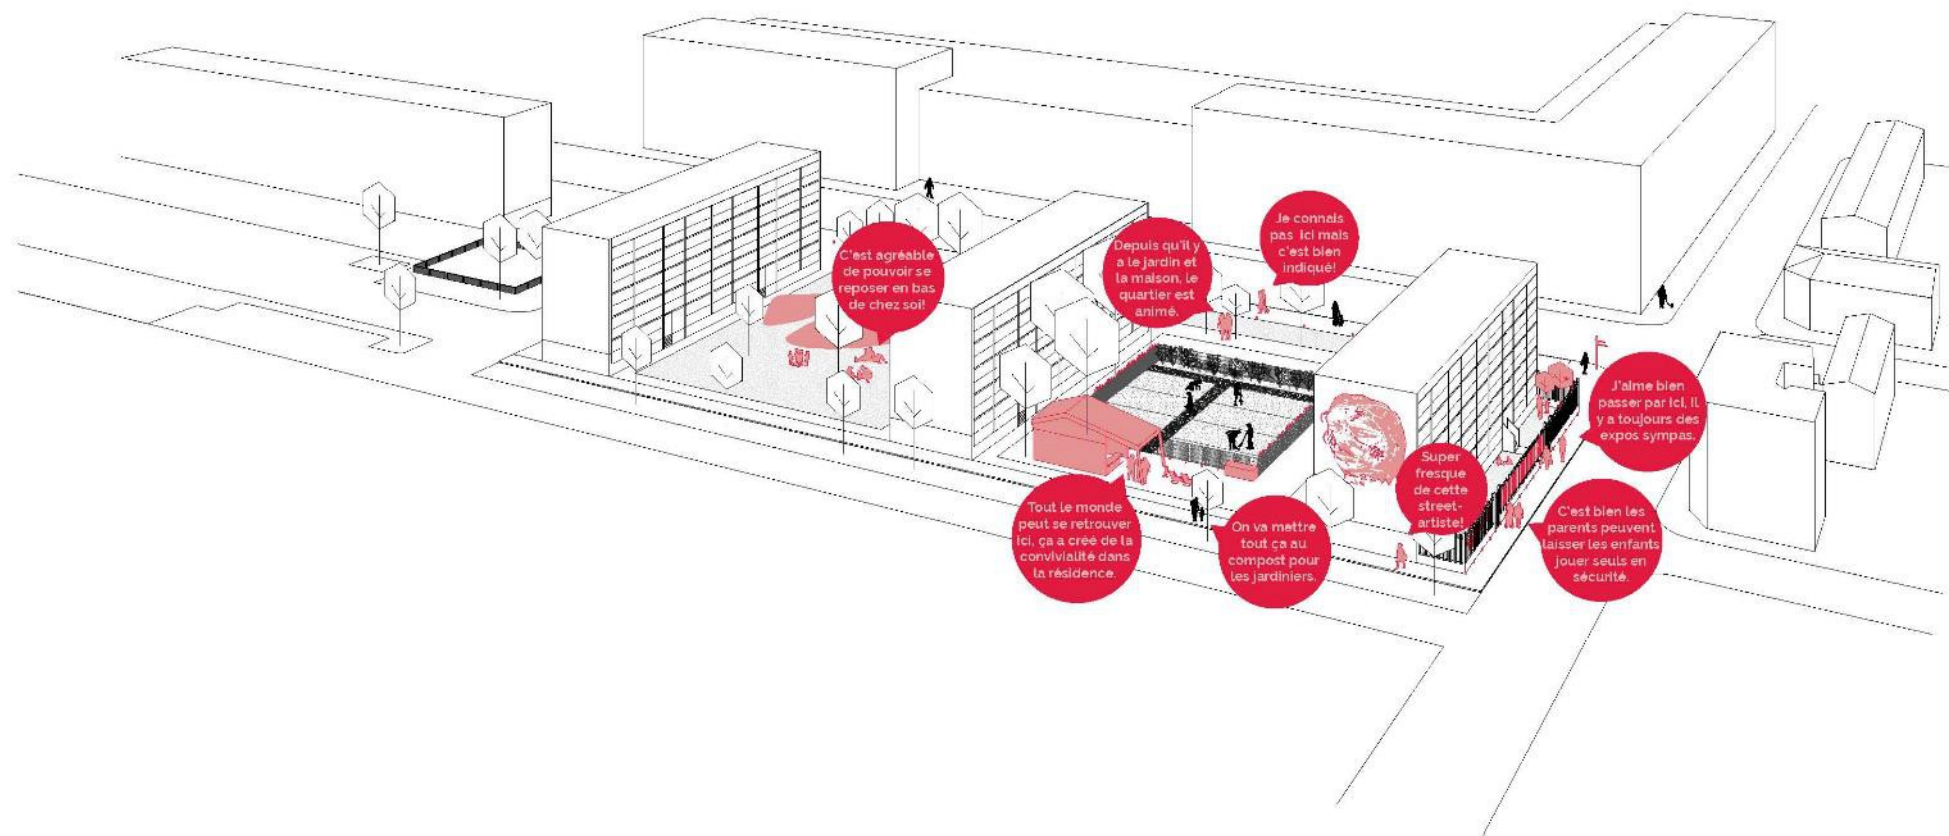 C'est agréable
de pouvoir se
reposer en bas
de chez soi!
Depuis qu'il y
a le jardin et
la maison, le
quartier est
animé.
Je connais
pas ici mais
c'est bien
indiqué!
Tout le monde
peut se retrouver
ici, ça a créé de la
convivialité dans
la résidence.
On va mettre
tout ça au
compost pour
les jardiniers.
Super
fresque
de cette
street-
artiste!
J'aime bien
passer par ici, il
y a toujours des
expos sympas.
C'est bien les
parents peuvent
laisser les enfants
jouer seuls en
sécurité.